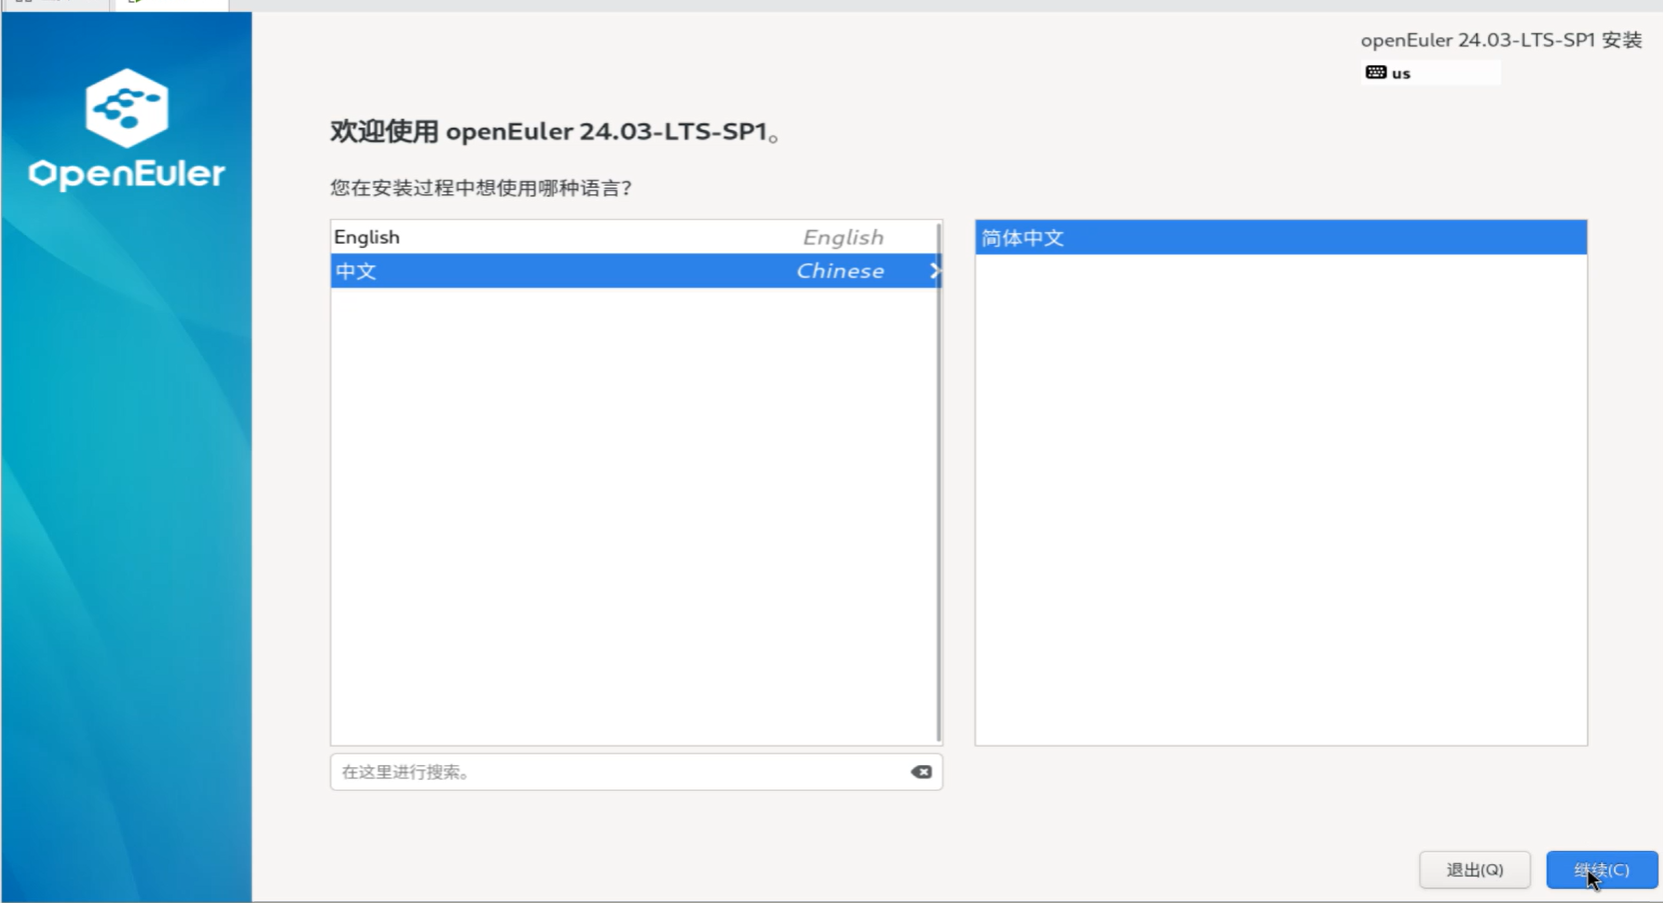 openEuler 24.03-LTS-SP1 安装
us
OpenEuler
欢迎使用 openEuler 24.03-LTS-SP1。
您在安装过程中想使用哪种语言？
English English
中文 Chinese
简体中文
在这里进行搜索。
退出(Q)
继续(C)